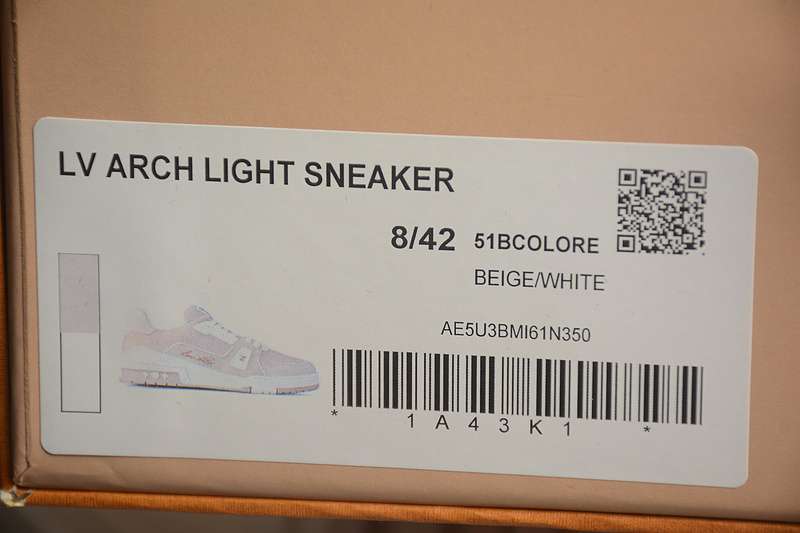 LV ARCH LIGHT SNEAKER
8/42 51BCOLORE
BEIGE/WHITE
AE5U3BMI61N350
* 1A43K1 *